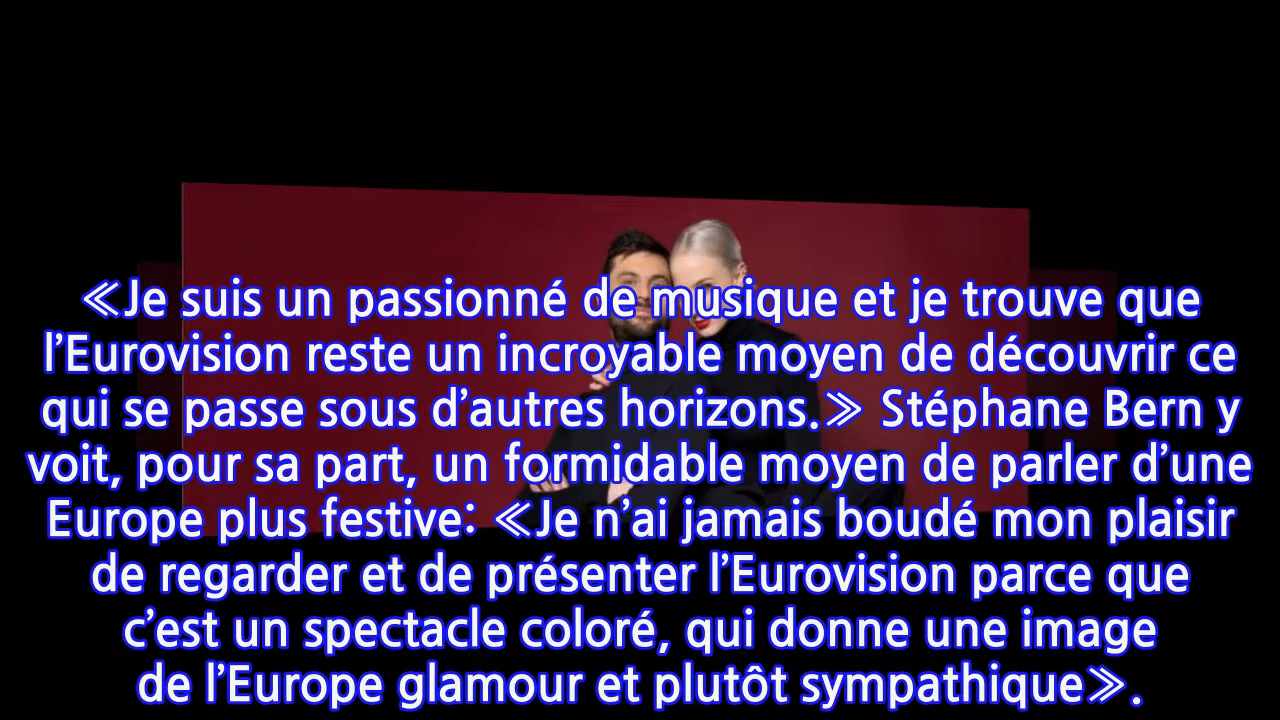 ≪Je suis un passionné de musique et je trouve que
l’Eurovision reste un incroyable moyen de découvrir ce
qui se passe sous d’autres horizons.≫ Stéphane Bern y
voit, pour sa part, un formidable moyen de parler d’une
Europe plus festive: ≪Je n’ai jamais boudé mon plaisir
de regarder et de présenter l’Eurovision parce que
c’est un spectacle coloré, qui donne une image
de l’Europe glamour et plutôt sympathique≫.